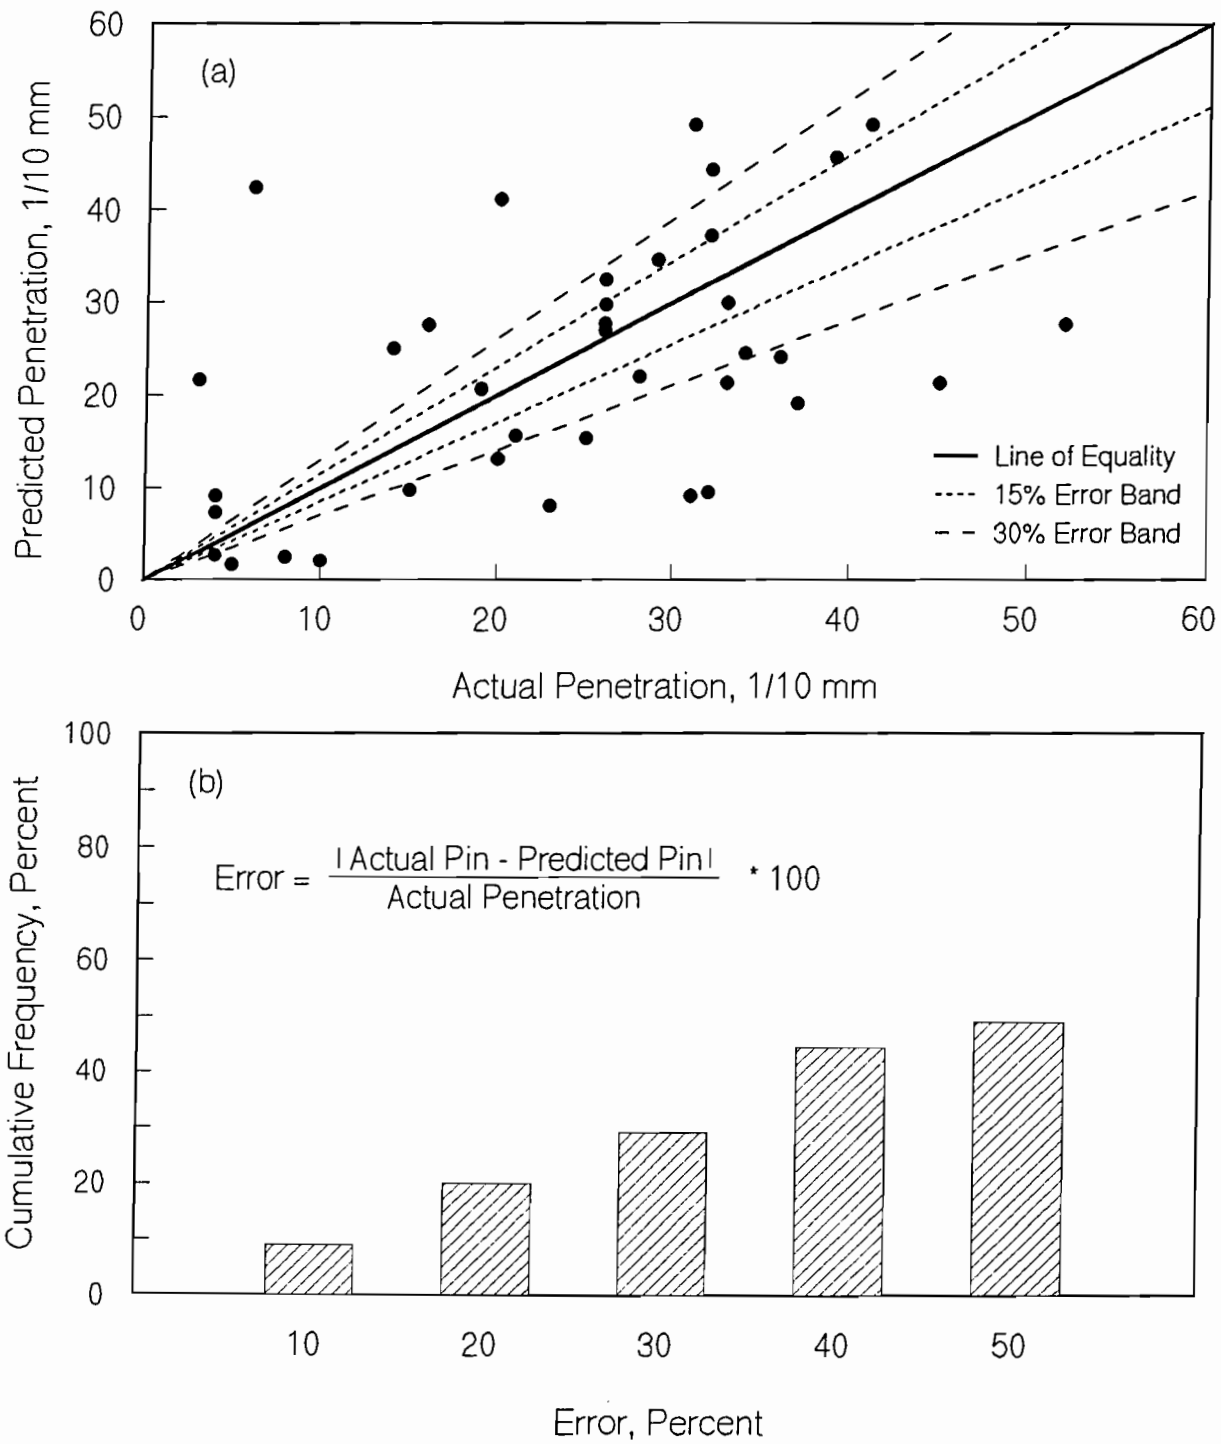 (a)
Predicted Penetration, 1/10 mm
60
50
40
30
20
10
0
Line of Equality
15% Error Band
30% Error Band
0 10 20 30 40 50 60
Actual Penetration, 1/10 mm
(b)
Cumulative Frequency, Percent
100
80
60
40
20
0
|Actual Pin - Predicted Pin|
Error = * 100
Actual Penetration
10 20 30 40 50
Error, Percent